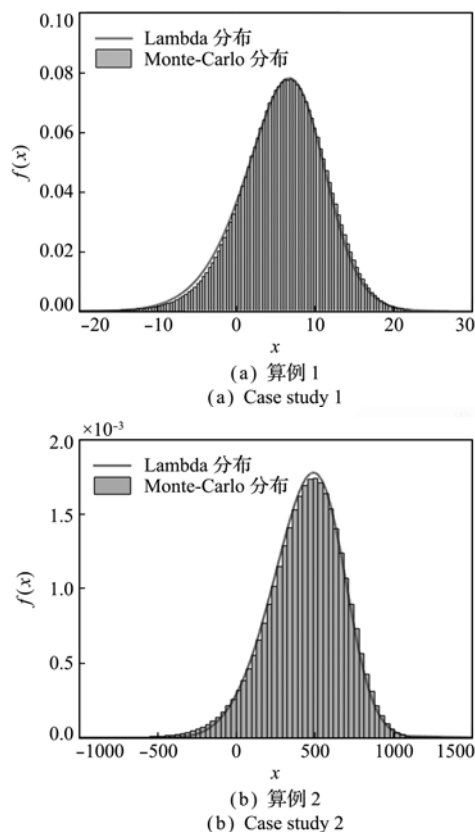 0.10
Lambda 分布
Monte-Carlo 分布
0.08
0.06
f(x)
0.04
0.02
0.00
-20 -10 0 10 20 30
x
(a) 算例 1
(a) Case study 1
2.0 ×10⁻³
Lambda 分布
Monte-Carlo 分布
1.5
f(x)
1.0
0.5
0.0
-1000 -500 0 500 1000 1500
x
(b) 算例 2
(b) Case study 2